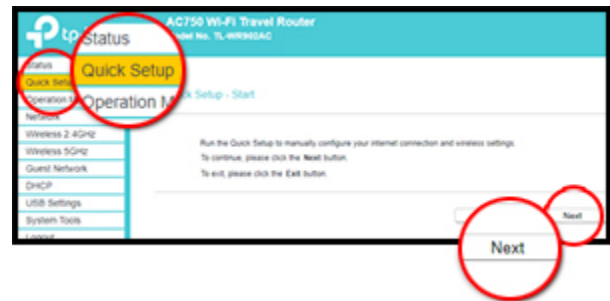 tp
AC750 Wi-Fi Travel Router
Model No. TL-WR902AC
Status
Quick Setup
Operation M
Status
Quick Setup
Operation M
Network
Wireless 2.4GHz
Wireless 5GHz
Guest Network
DHCP
USB Settings
System Tools
Logout
Quick Setup - Start
Run the Quick Setup to manually configure your internet connection and wireless settings.
To continue, please click the Next button.
To exit, please click the Exit button.
Next
Next